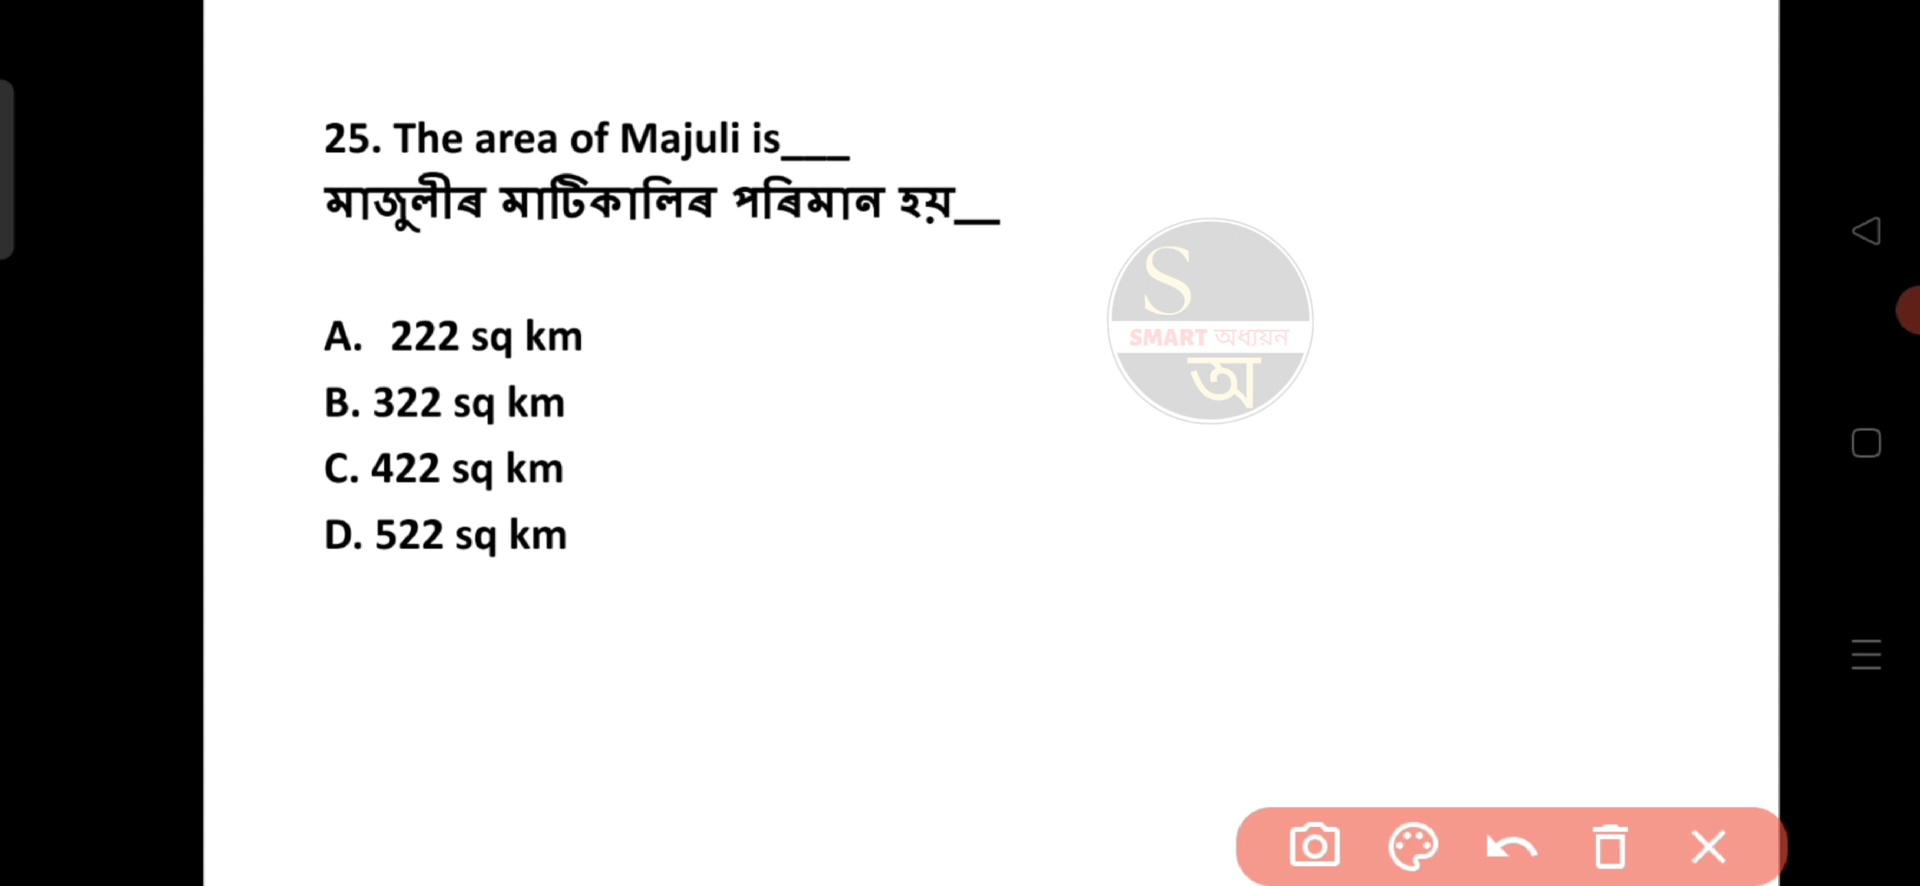 25. The area of Majuli is___
মাজুলীৰ মাটিকালিৰ পৰিমান হয়__
A. 222 sq km
B. 322 sq km
C. 422 sq km
D. 522 sq km
S
SMART অধ্যয়ন
অ